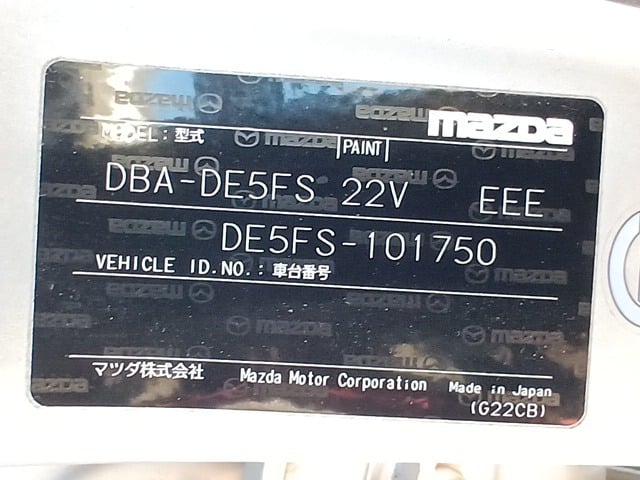 mazda
MODEL: 型式
PAINT
DBA-DE5FS 22V EEE
DE5FS-101750
VEHICLE ID.NO.: 車台番号
マツダ株式会社 Mazda Motor Corporation Made in Japan
(G22CB)